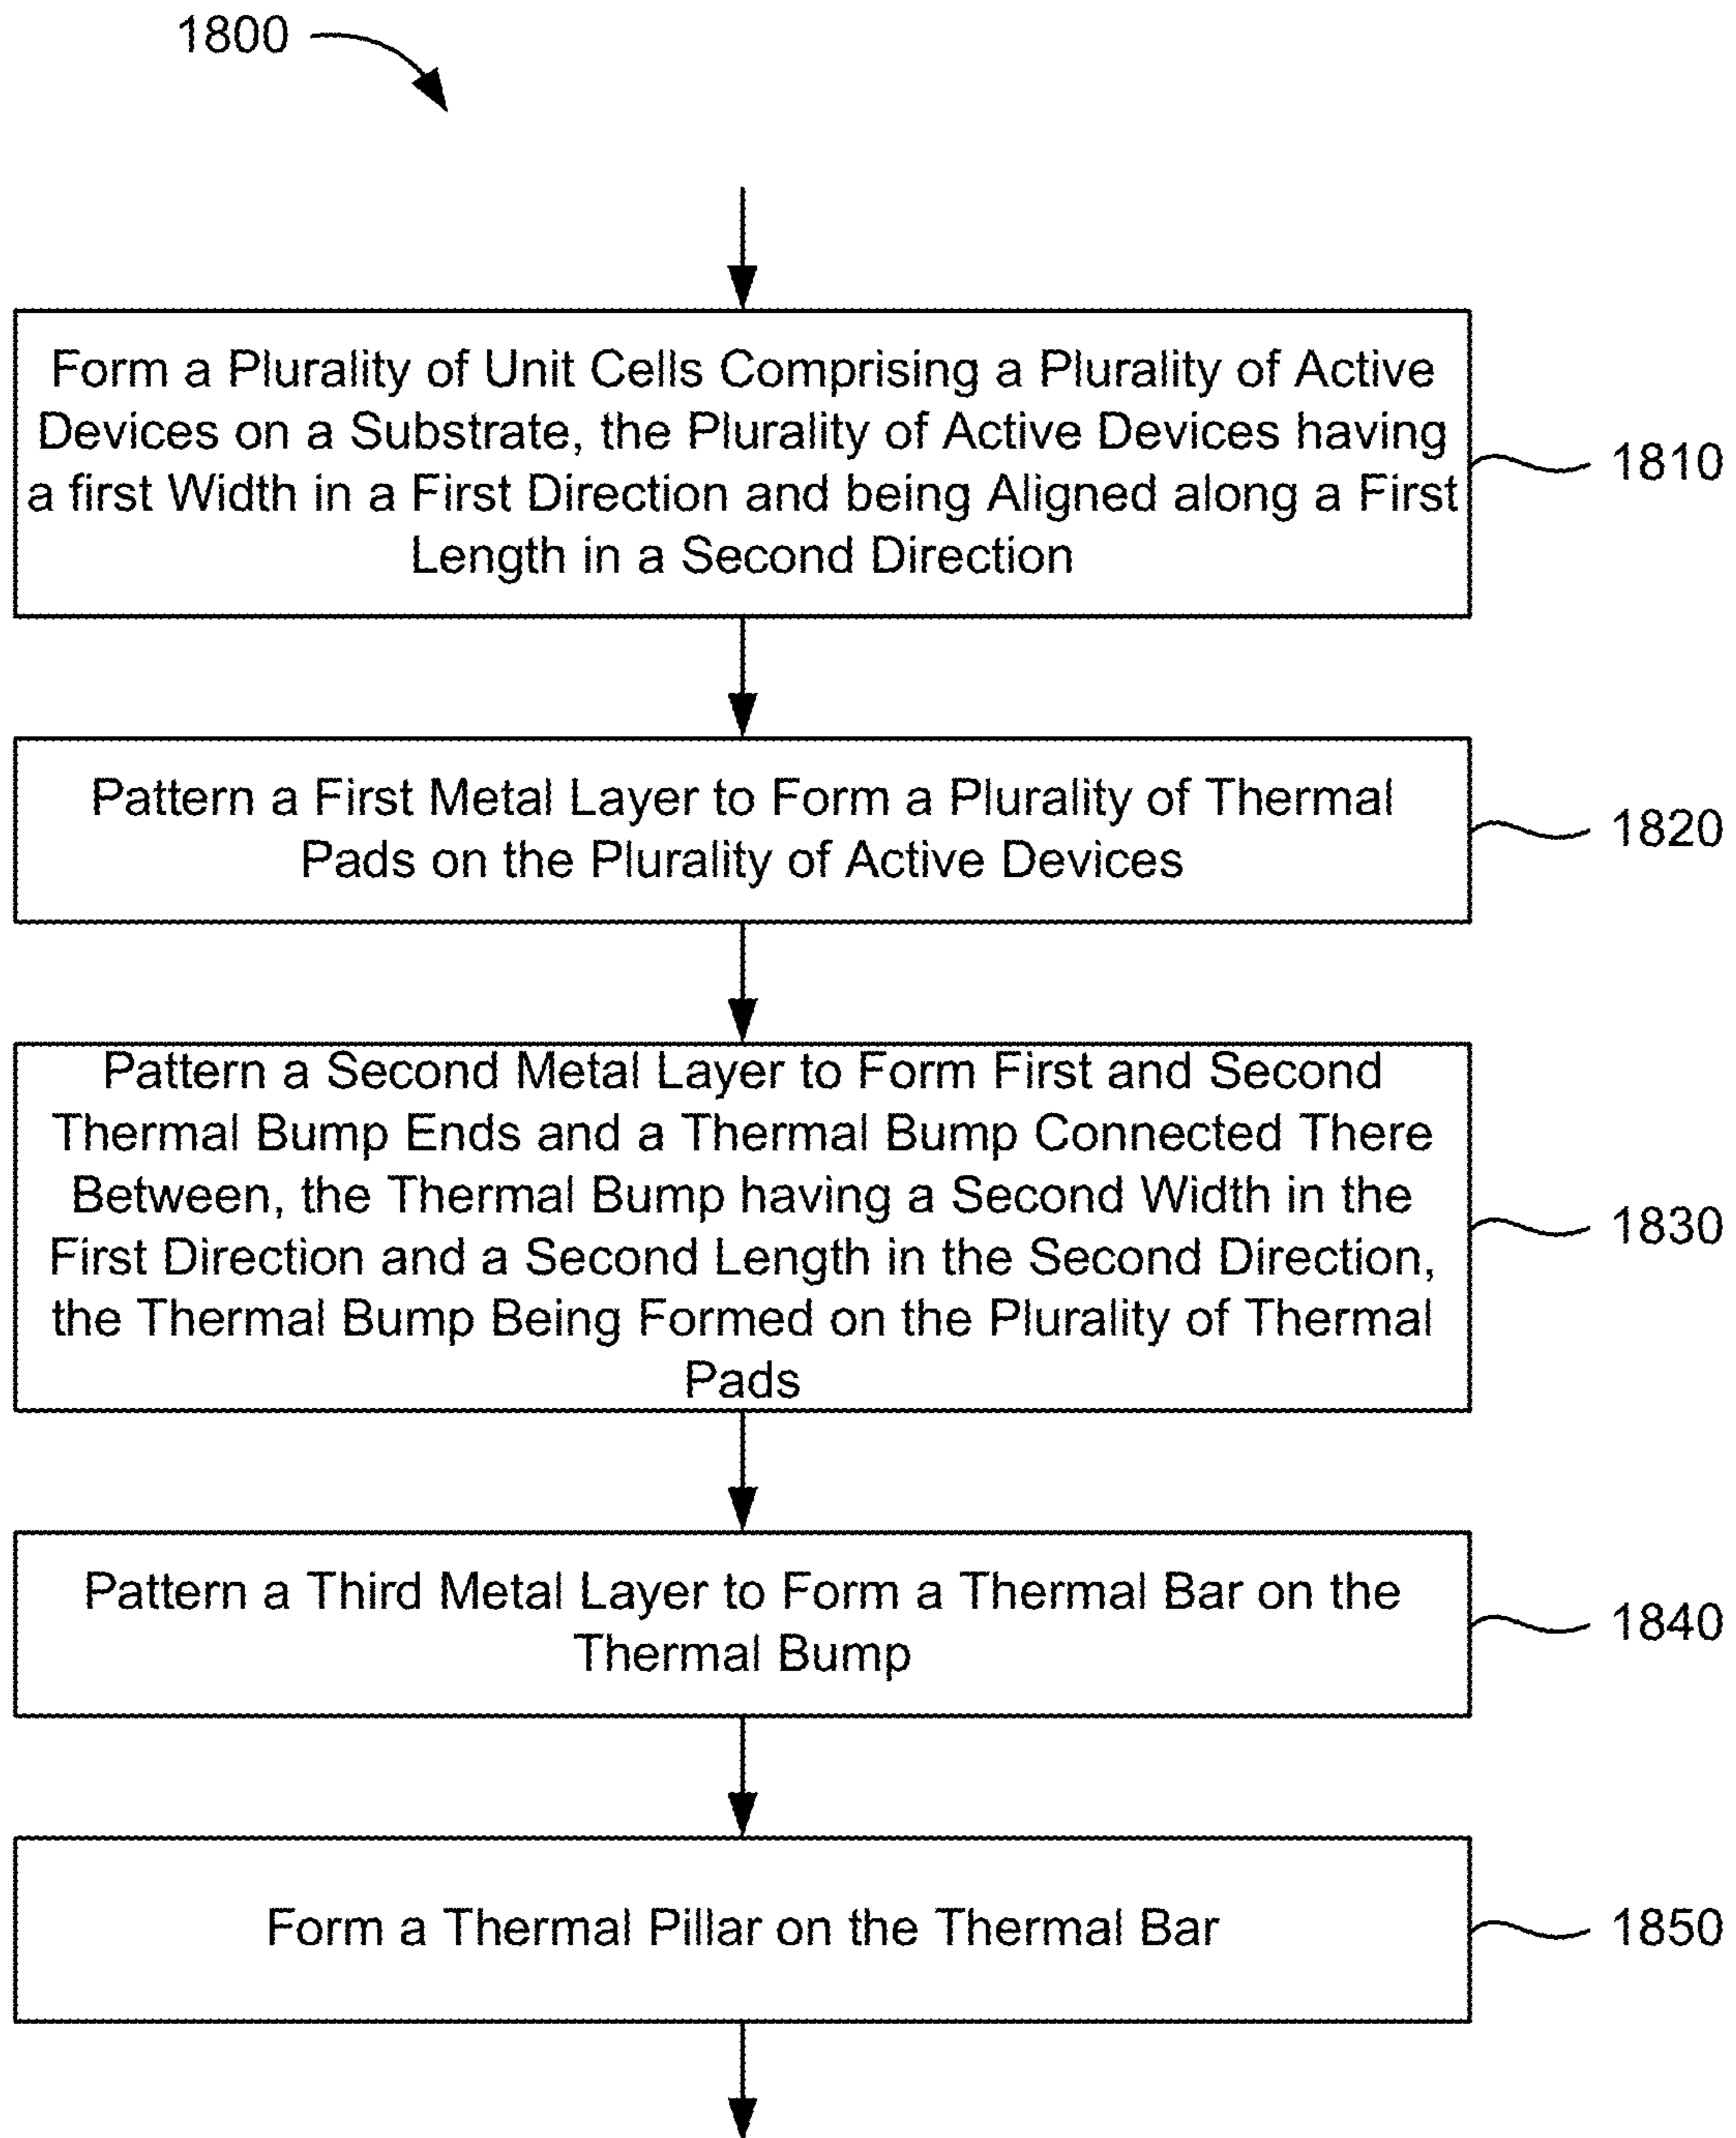 1800
Form a Plurality of Unit Cells Comprising a Plurality of Active
Devices on a Substrate, the Plurality of Active Devices having
a first Width in a First Direction and being Aligned along a First
Length in a Second Direction
1810
Pattern a First Metal Layer to Form a Plurality of Thermal
Pads on the Plurality of Active Devices
1820
Pattern a Second Metal Layer to Form First and Second
Thermal Bump Ends and a Thermal Bump Connected There
Between, the Thermal Bump having a Second Width in the
First Direction and a Second Length in the Second Direction,
the Thermal Bump Being Formed on the Plurality of Thermal
Pads
1830
Pattern a Third Metal Layer to Form a Thermal Bar on the
Thermal Bump
1840
Form a Thermal Pillar on the Thermal Bar
1850